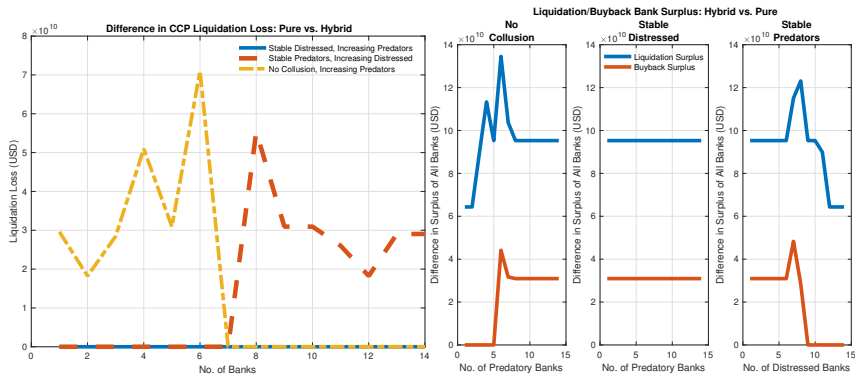 Difference in CCP Liquidation Loss: Pure vs. Hybrid
×10^10
Liquidation Loss (USD)
8
7
6
5
4
3
2
1
0
0 2 4 6 8 10 12 14
No. of Banks
Stable Distressed, Increasing Predators
Stable Predators, Increasing Distressed
No Collusion, Increasing Predators
Liquidation/Buyback Bank Surplus: Hybrid vs. Pure
No
Collusion
×10^10
Difference in Surplus of All Banks (USD)
14
12
10
8
6
4
2
0
0 5 10 15
No. of Predatory Banks
Stable
Distressed
×10^10
Difference in Surplus of All Banks (USD)
14
12
10
8
6
4
2
0
0 5 10 15
No. of Predatory Banks
Liquidation Surplus
Buyback Surplus
Stable
Predators
×10^10
Difference in Surplus of All Banks (USD)
14
12
10
8
6
4
2
0
0 5 10 15
No. of Distressed Banks